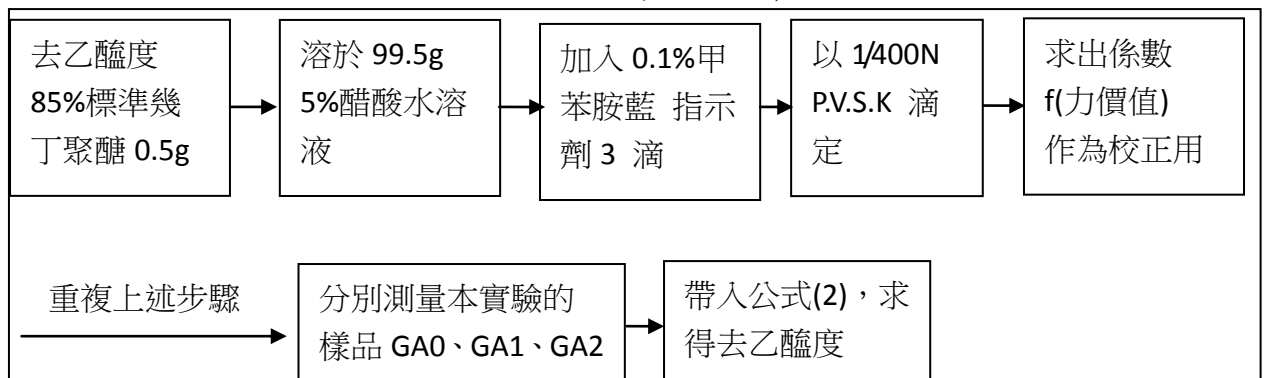 去乙醯度
85%標準幾
丁聚醣 0.5g
溶於 99.5g
5%醋酸水溶
液
加入 0.1%甲
苯胺藍 指示
劑 3 滴
以 1/400N
P.V.S.K 滴
定
求出係數
f(力價值)
作為校正用
重複上述步驟
分別測量本實驗的
樣品 GA0、GA1、GA2
帶入公式(2)，求
得去乙醯度